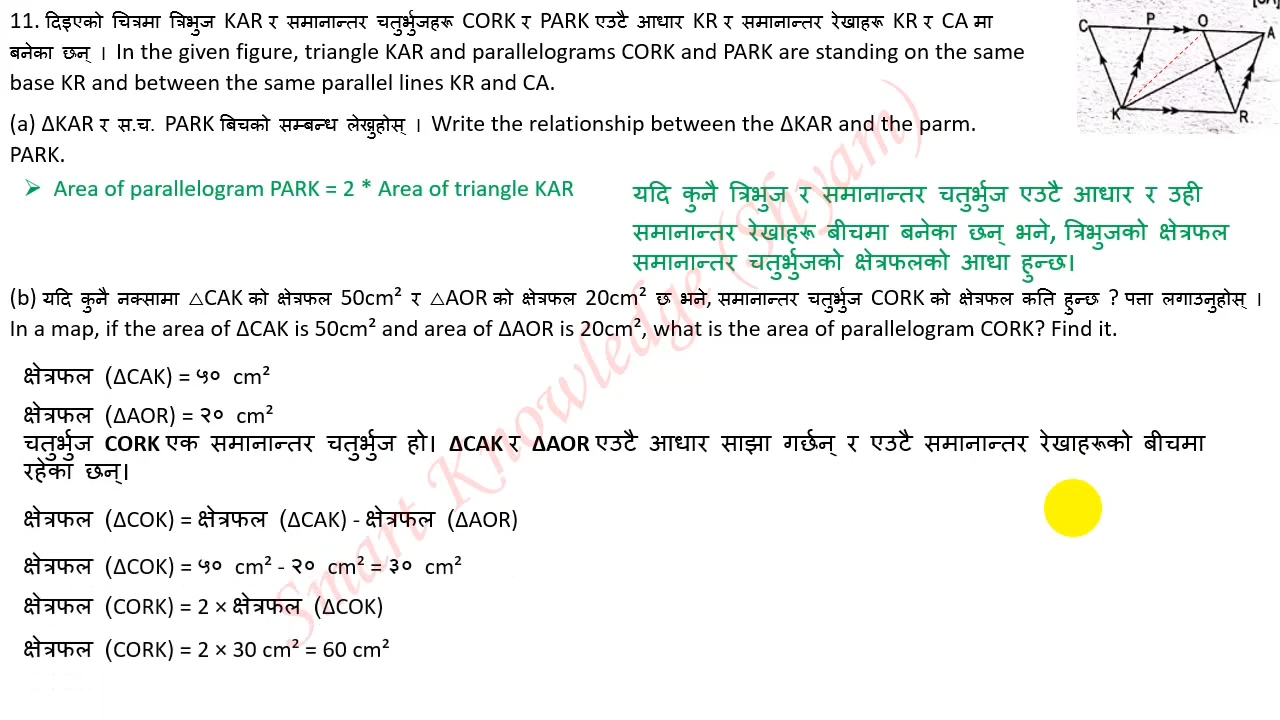 11. दिइएको चित्रमा त्रिभुज KAR र समानान्तर चतुर्भुजहरू CORK र PARK एउटै आधार KR र समानान्तर रेखाहरू KR र CA मा
बनेका छन् । In the given figure, triangle KAR and parallelograms CORK and PARK are standing on the same
base KR and between the same parallel lines KR and CA.
C P O A
K R
(a) ΔKAR र स.च. PARK बिचको सम्बन्ध लेख्नुहोस् । Write the relationship between the ΔKAR and the parm.
PARK.
➢ Area of parallelogram PARK = 2 * Area of triangle KAR
यदि कुनै त्रिभुज र समानान्तर चतुर्भुज एउटै आधार र उही
समानान्तर रेखाहरू बीचमा बनेका छन् भने, त्रिभुजको क्षेत्रफल
समानान्तर चतुर्भुजको क्षेत्रफलको आधा हुन्छ।
(b) यदि कुनै नक्सामा △CAK को क्षेत्रफल 50cm² र △AOR को क्षेत्रफल 20cm² छ भने, समानान्तर चतुर्भुज CORK को क्षेत्रफल कति हुन्छ ? पत्ता लगाउनुहोस् ।
In a map, if the area of ΔCAK is 50cm² and area of ΔAOR is 20cm², what is the area of parallelogram CORK? Find it.
क्षेत्रफल (ΔCAK) = ५० cm²
क्षेत्रफल (ΔAOR) = २० cm²
चतुर्भुज CORK एक समानान्तर चतुर्भुज हो। ΔCAK र ΔAOR एउटै आधार साझा गर्छन् र एउटै समानान्तर रेखाहरूको बीचमा
रहेका छन्।
क्षेत्रफल (ΔCOK) = क्षेत्रफल (ΔCAK) - क्षेत्रफल (ΔAOR)
क्षेत्रफल (ΔCOK) = ५० cm² - २० cm² = ३० cm²
क्षेत्रफल (CORK) = 2 × क्षेत्रफल (ΔCOK)
क्षेत्रफल (CORK) = 2 × 30 cm² = 60 cm²
Smart Knowledge (Shyam)